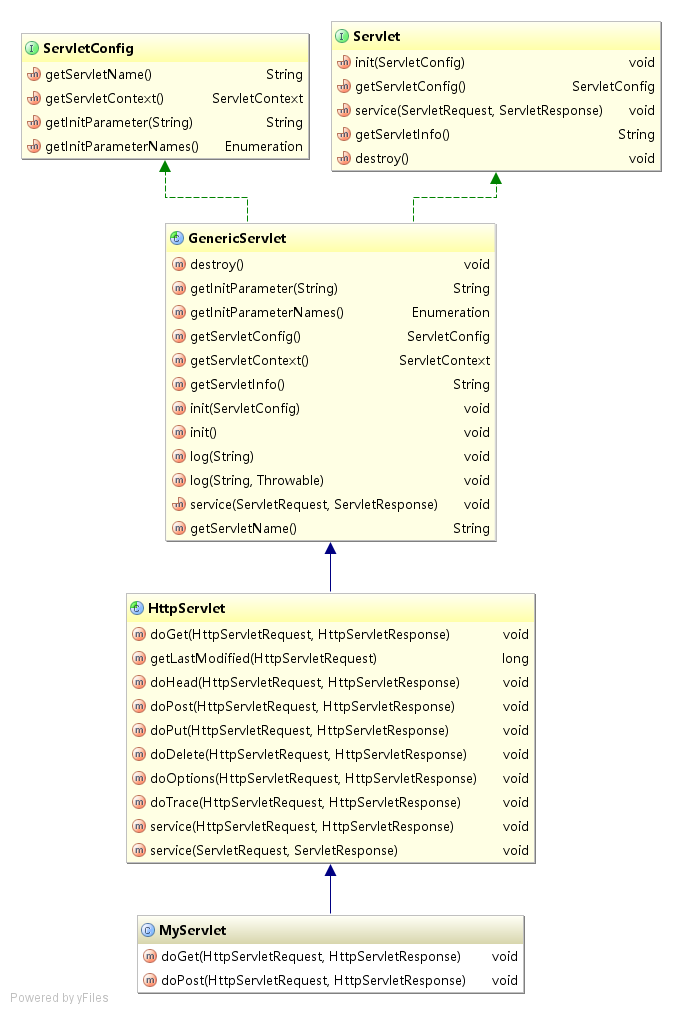 ServletConfig
getServletName() String
getServletContext() ServletContext
getInitParameter(String) String
getInitParameterNames() Enumeration
Servlet
init(ServletConfig) void
getServletConfig() ServletConfig
service(ServletRequest, ServletResponse) void
getServletInfo() String
destroy() void
GenericServlet
destroy() void
getInitParameter(String) String
getInitParameterNames() Enumeration
getServletConfig() ServletConfig
getServletContext() ServletContext
getServletInfo() String
init(ServletConfig) void
init() void
log(String) void
log(String, Throwable) void
service(ServletRequest, ServletResponse) void
getServletName() String
HttpServlet
doGet(HttpServletRequest, HttpServletResponse) void
getLastModified(HttpServletRequest) long
doHead(HttpServletRequest, HttpServletResponse) void
doPost(HttpServletRequest, HttpServletResponse) void
doPut(HttpServletRequest, HttpServletResponse) void
doDelete(HttpServletRequest, HttpServletResponse) void
doOptions(HttpServletRequest, HttpServletResponse) void
doTrace(HttpServletRequest, HttpServletResponse) void
service(HttpServletRequest, HttpServletResponse) void
service(ServletRequest, ServletResponse) void
MyServlet
doGet(HttpServletRequest, HttpServletResponse) void
doPost(HttpServletRequest, HttpServletResponse) void
Powered by yFiles